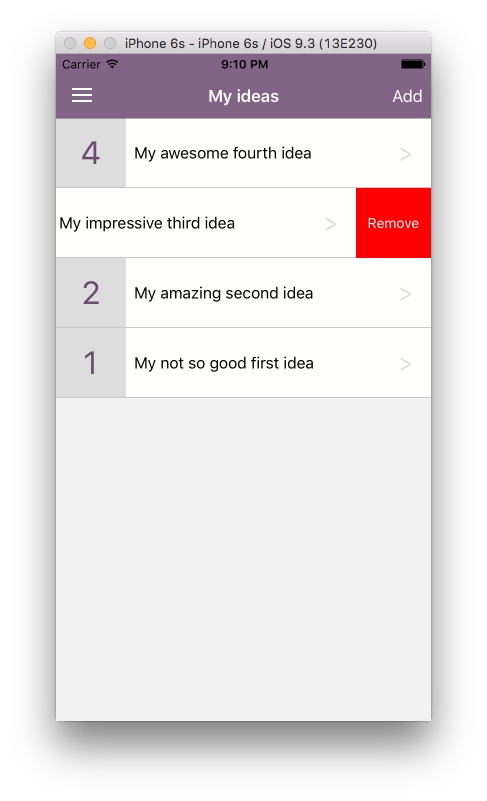 iPhone 6s - iPhone 6s / iOS 9.3 (13E230)
Carrier 9:10 PM
My ideas Add
4 My awesome fourth idea >
My impressive third idea > Remove
2 My amazing second idea >
1 My not so good first idea >